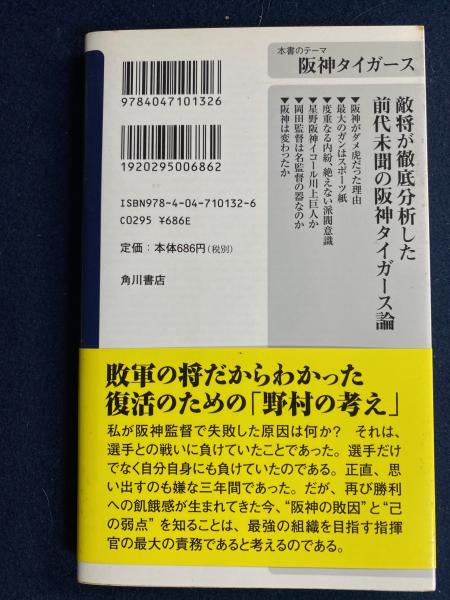 本書のテーマ
阪神タイガース
敵将が徹底分析した
前代未聞の阪神タイガース論
▼阪神がダメ虎だった理由
▼最大のガンはスポーツ紙
▼度重なる内紛、絶えない派閥意識
▼星野阪神イコール川上巨人か
▼岡田監督は名監督の器なのか
▼阪神は変わったか
9784047101326
1920295006862
ISBN978-4-04-710132-6
C0295 ¥686E
定価:本体686円(税別)
角川書店
敗軍の将だからわかった
復活のための「野村の考え」
私が阪神監督で失敗した原因は何か? それは、
選手との戦いに負けていたことであった。選手だけ
でなく自分自身にも負けていたのである。正直、思
い出すのも嫌な三年間であった。だが、再び勝利
への飢餓感が生まれてきた今、“阪神の敗因”と“己
の弱点”を知ることは、最強の組織を目指す指揮
官の最大の責務であると考えるのである。